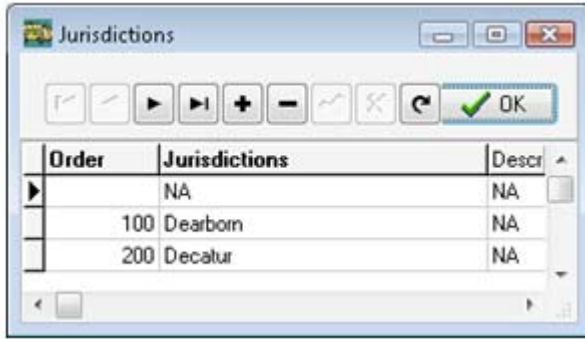 Jurisdictions
OK
Order Jurisdictions Descr
NA NA
100 Dearborn NA
200 Decatur NA